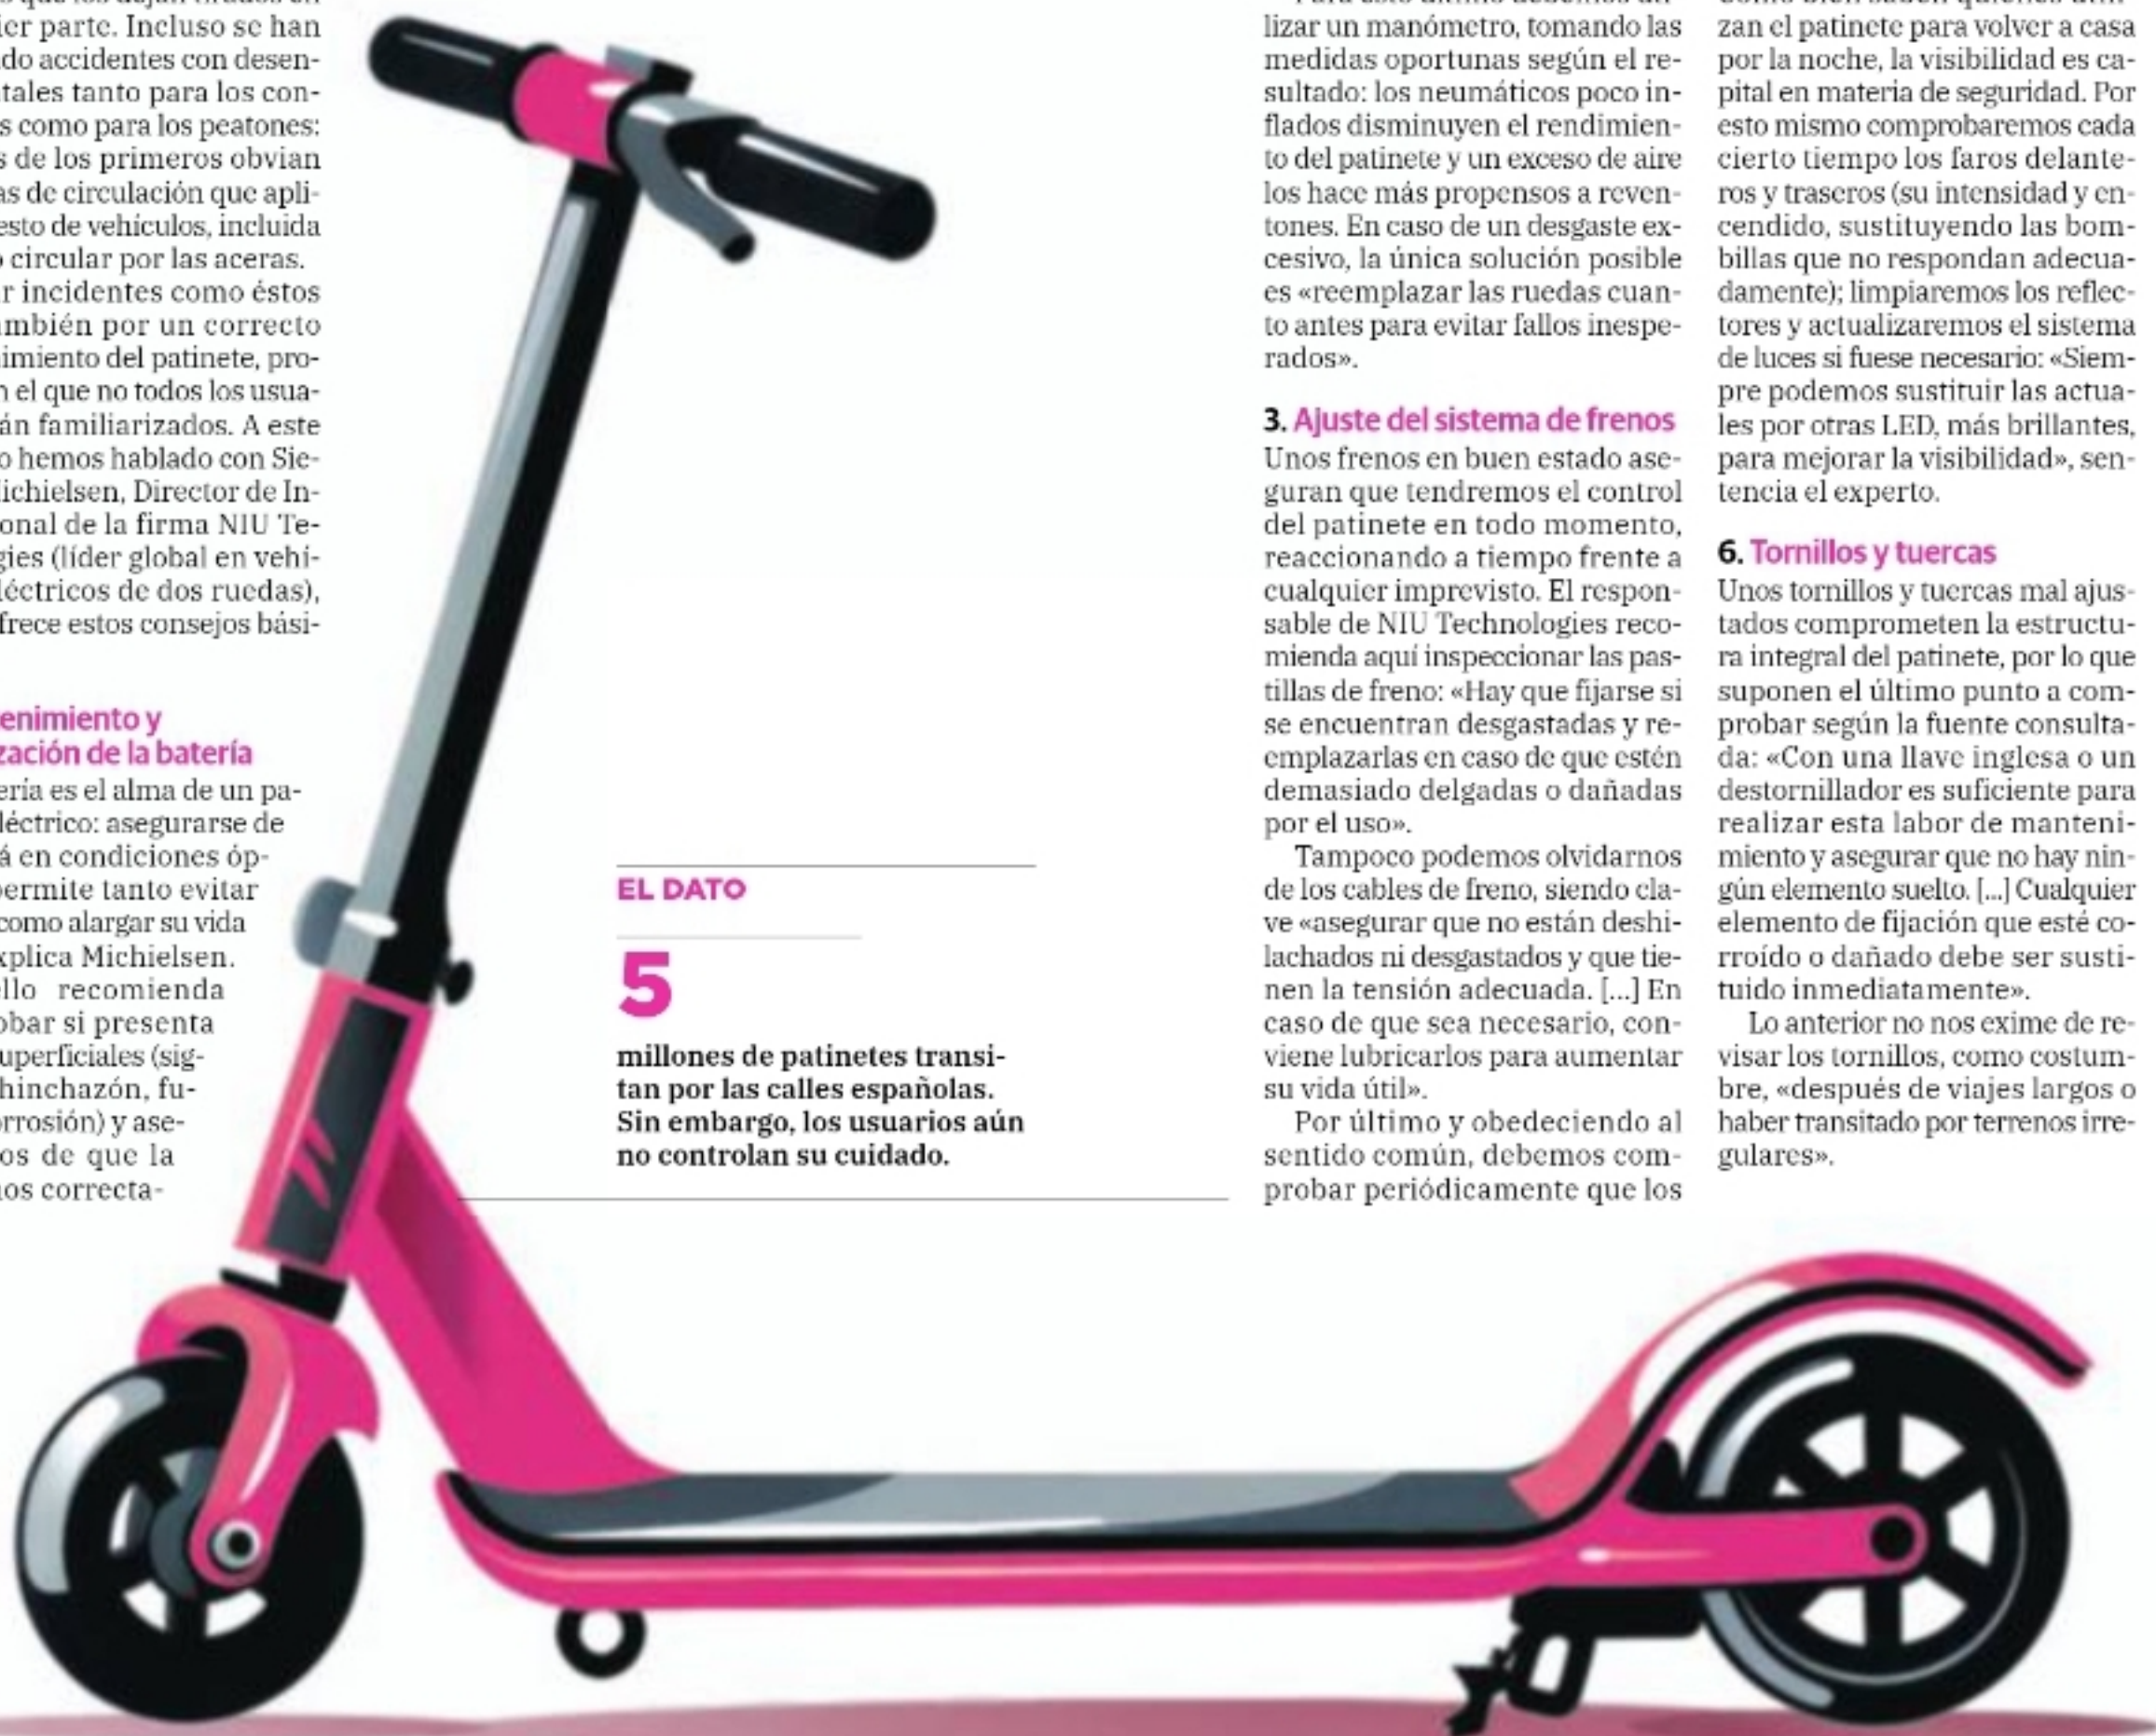 ier parte. Incluso se han
do accidentes con desen-
tales tanto para los con-
s como para los peatones:
s de los primeros obvian
as de circulación que apli-
esto de vehículos, incluida
o circular por las aceras.
r incidentes como éstos
ambién por un correcto
nimiento del patinete, pro-
n el que no todos los usua-
án familiarizados. A este
o hemos hablado con Sie-
lichielsen, Director de In-
onal de la firma NIU Te-
gies (líder global en vehí-
léctricos de dos ruedas),
frece estos consejos bási-
enimiento y
zación de la batería
ería es el alma de un pa-
léctrico: asegurarse de
á en condiciones óp-
permite tanto evitar
como alargar su vida
xplica Michielsen.
ello recomienda
obar si presenta
uperficiales (sig-
hinchazón, fu-
orrosión) y ase-
os de que la
nos correcta-
EL DATO
5
millones de patinetes transi-
tan por las calles españolas.
Sin embargo, los usuarios aún
no controlan su cuidado.
lizar un manómetro, tomando las
medidas oportunas según el re-
sultado: los neumáticos poco in-
flados disminuyen el rendimien-
to del patinete y un exceso de aire
los hace más propensos a reven-
tones. En caso de un desgaste ex-
cesivo, la única solución posible
es «reemplazar las ruedas cuan-
to antes para evitar fallos inespe-
rados».
3. Ajuste del sistema de frenos
Unos frenos en buen estado ase-
guran que tendremos el control
del patinete en todo momento,
reaccionando a tiempo frente a
cualquier imprevisto. El respon-
sable de NIU Technologies reco-
mienda aquí inspeccionar las pas-
tillas de freno: «Hay que fijarse si
se encuentran desgastadas y re-
emplazarlas en caso de que estén
demasiado delgadas o dañadas
por el uso».
Tampoco podemos olvidarnos
de los cables de freno, siendo cla-
ve «asegurar que no están deshi-
lachados ni desgastados y que tie-
nen la tensión adecuada. [...] En
caso de que sea necesario, con-
viene lubricarlos para aumentar
su vida útil».
Por último y obedeciendo al
sentido común, debemos com-
probar periódicamente que los
zan el patinete para volver a casa
por la noche, la visibilidad es ca-
pital en materia de seguridad. Por
esto mismo comprobaremos cada
cierto tiempo los faros delante-
ros y traseros (su intensidad y en-
cendido, sustituyendo las bom-
billas que no respondan adecua-
damente); limpiaremos los reflec-
tores y actualizaremos el sistema
de luces si fuese necesario: «Siem-
pre podemos sustituir las actua-
les por otras LED, más brillantes,
para mejorar la visibilidad», sen-
tencia el experto.
6. Tornillos y tuercas
Unos tornillos y tuercas mal ajus-
tados comprometen la estructu-
ra integral del patinete, por lo que
suponen el último punto a com-
probar según la fuente consulta-
da: «Con una llave inglesa o un
destornillador es suficiente para
realizar esta labor de manteni-
miento y asegurar que no hay nin-
gún elemento suelto. [...] Cualquier
elemento de fijación que esté co-
rroído o dañado debe ser susti-
tuido inmediatamente».
Lo anterior no nos exime de re-
visar los tornillos, como costum-
bre, «después de viajes largos o
haber transitado por terrenos irre-
gulares».